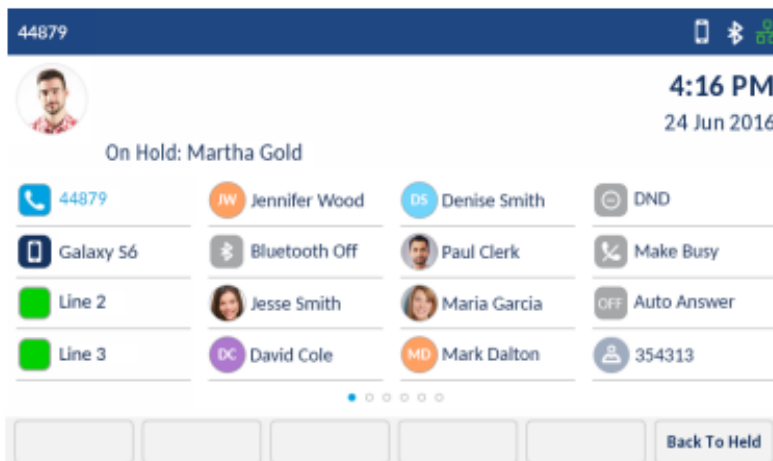 44879
4:16 PM
24 Jun 2016
On Hold: Martha Gold
44879
JW Jennifer Wood
DS Denise Smith
DND
Galaxy S6
Bluetooth Off
Paul Clerk
Make Busy
Line 2
Jesse Smith
Maria Garcia
OFF Auto Answer
Line 3
DC David Cole
MD Mark Dalton
354313
Back To Held